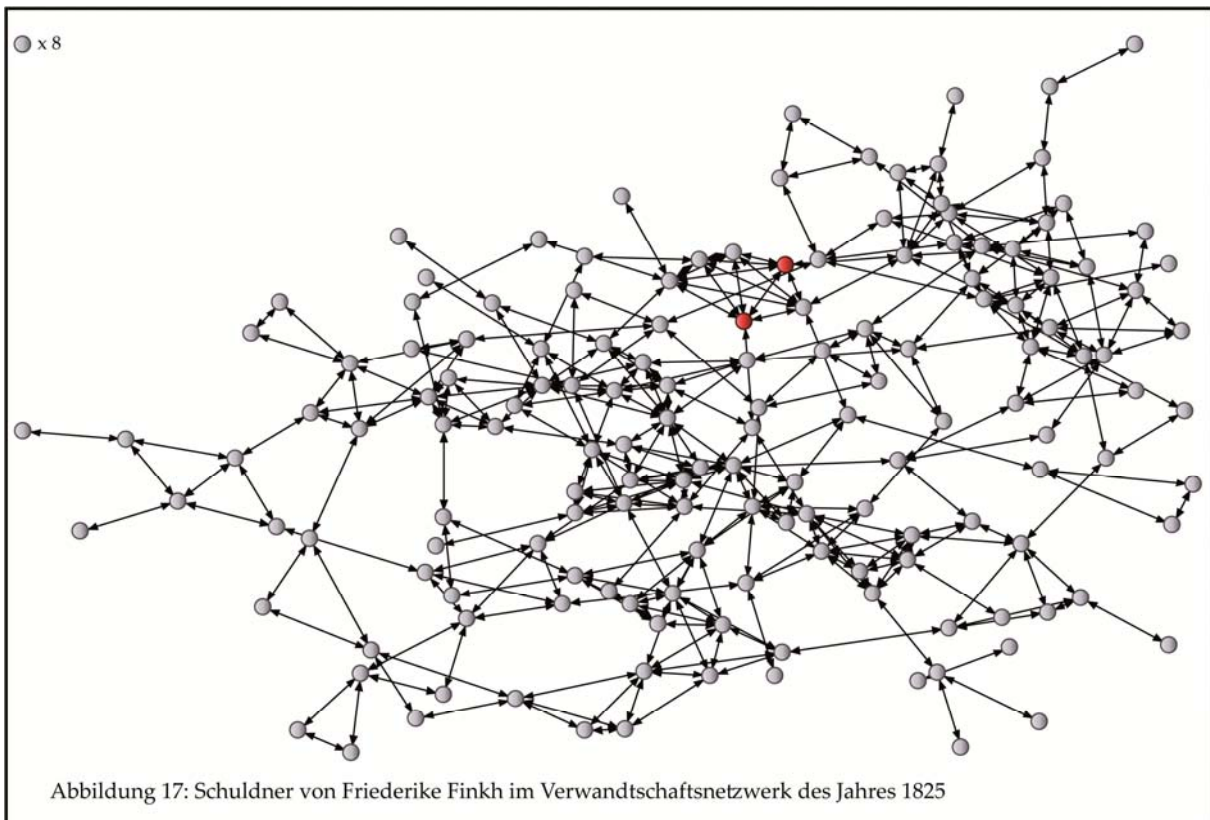 x 8
Abbildung 17: Schuldner von Friederike Finkh im Verwandtschaftsnetzwerk des Jahres 1825